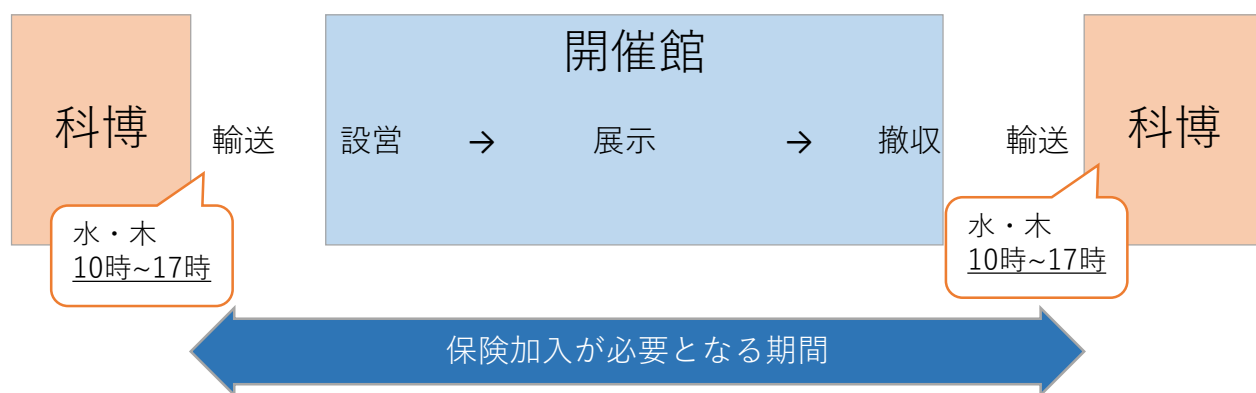 科博
輸送
開催館
設営 → 展示 → 撤収
輸送
科博
水・木
10時~17時
水・木
10時~17時
保険加入が必要となる期間